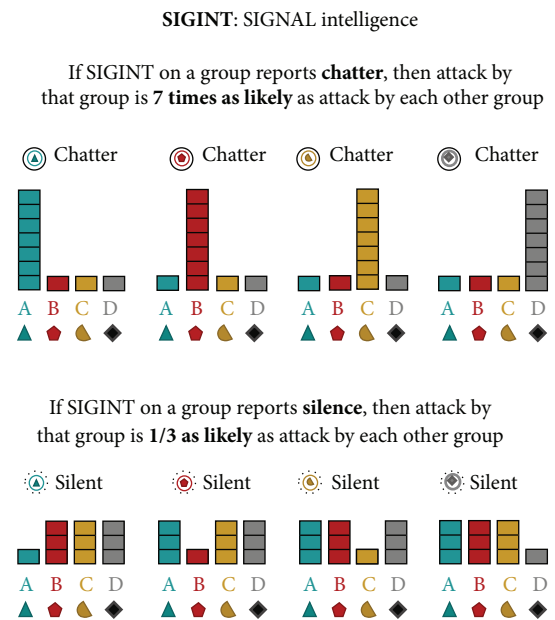 SIGINT: SIGNAL intelligence
If SIGINT on a group reports chatter, then attack by
that group is 7 times as likely as attack by each other group
Chatter Chatter Chatter Chatter
A B C D A B C D A B C D A B C D
If SIGINT on a group reports silence, then attack by
that group is 1/3 as likely as attack by each other group
Silent Silent Silent Silent
A B C D A B C D A B C D A B C D